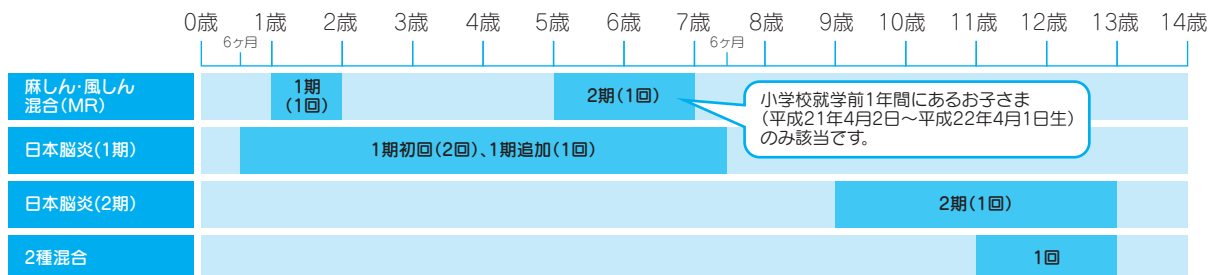 0歳 1歳 2歳 3歳 4歳 5歳 6歳 7歳 8歳 9歳 10歳 11歳 12歳 13歳 14歳
6ヶ月 6ヶ月
麻しん・風しん
混合(MR)
1期
(1回)
2期(1回)
小学校就学前1年間にあるお子さま
(平成21年4月2日～平成22年4月1日生)
のみ該当です。
日本脳炎(1期)
1期初回(2回)、1期追加(1回)
日本脳炎(2期)
2期(1回)
2種混合
1回